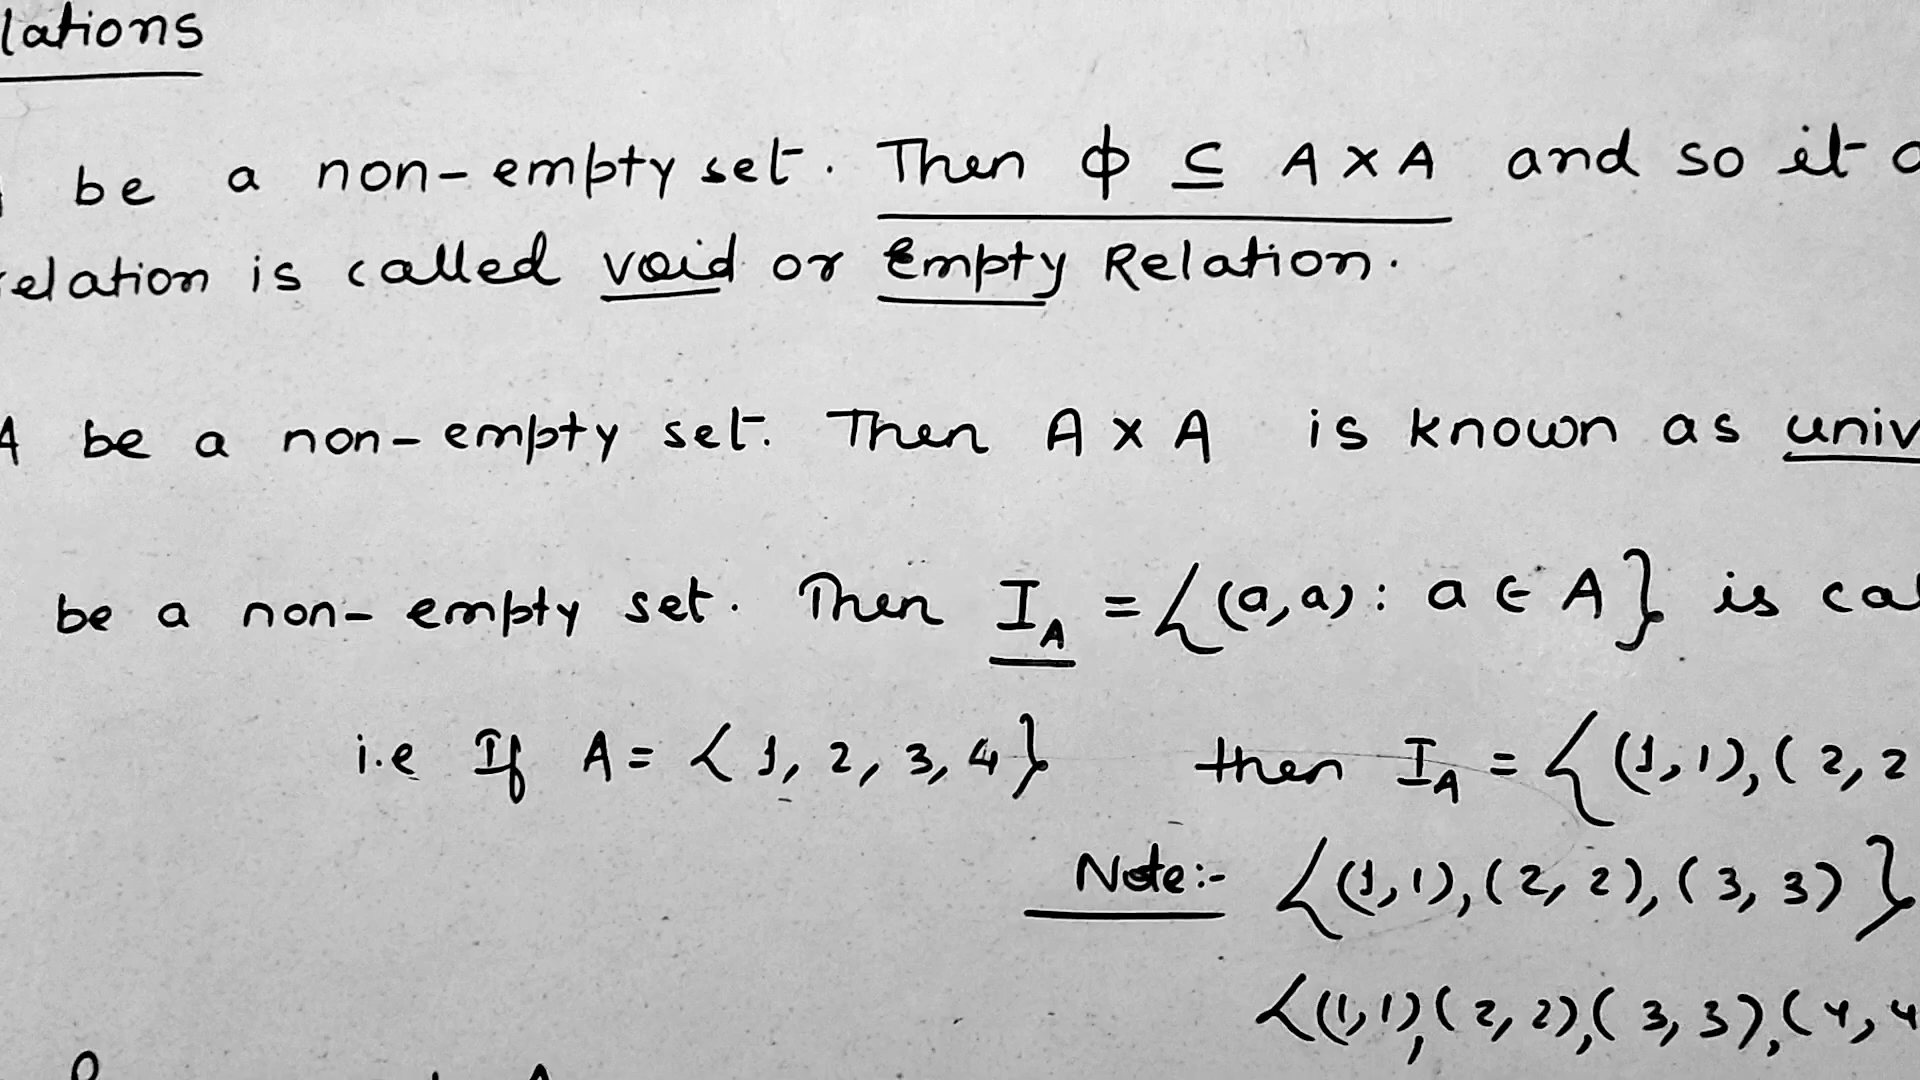 lations
be a non-empty set. Then ϕ ⊆ A×A and so it
elation is called void or Empty Relation.
A be a non-empty set. Then A×A is known as univ
be a non-empty set. Then I_A = {(a,a): a ∈ A} is cal
i.e If A = {1, 2, 3, 4} then I_A = {(1,1),(2,2
Note:- {(1,1),(2,2),(3,3)}
{(1,1),(2,2),(3,3),(4,4